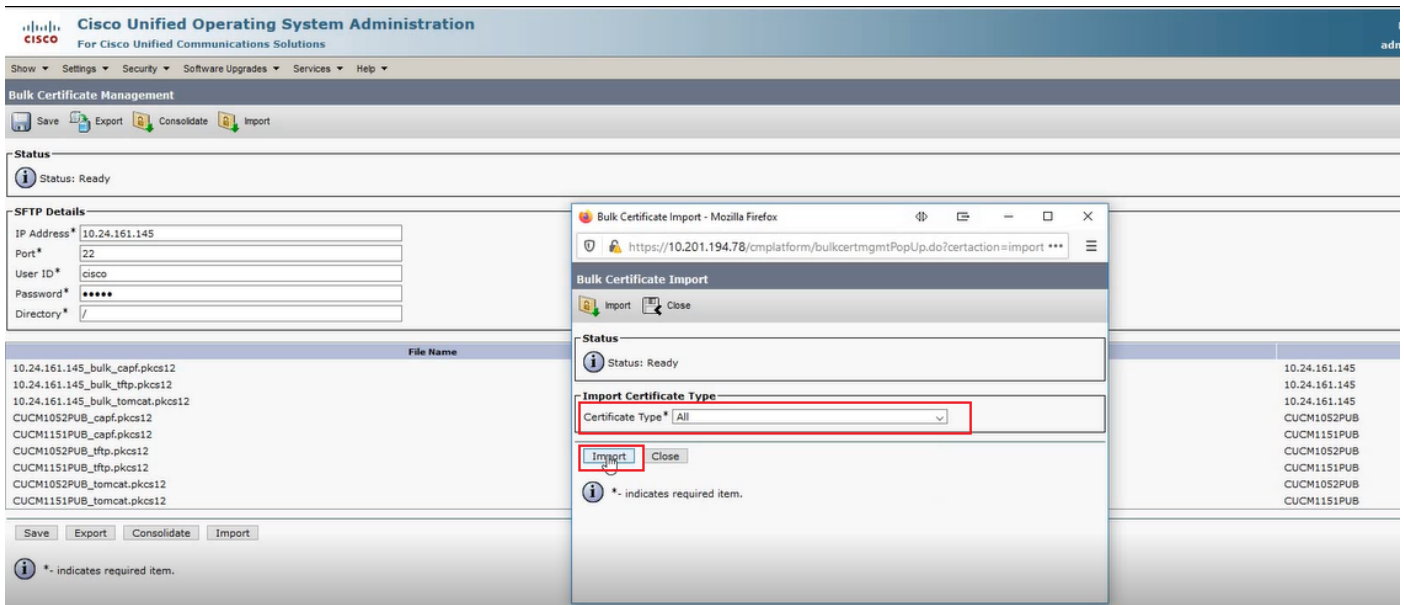 cisco
Cisco Unified Operating System Administration
For Cisco Unified Communications Solutions
Show Settings Security Software Upgrades Services Help
Bulk Certificate Management
Save Export Consolidate Import
Status
Status: Ready
SFTP Details
IP Address* 10.24.161.145
Port* 22
User ID* cisco
Password* •••••
Directory* /
File Name
10.24.161.145_bulk_capf.pkcs12 10.24.161.145
10.24.161.145_bulk_tftp.pkcs12 10.24.161.145
10.24.161.145_bulk_tomcat.pkcs12 10.24.161.145
CUCM1052PUB_capf.pkcs12 CUCM1052PUB
CUCM1151PUB_capf.pkcs12 CUCM1151PUB
CUCM1052PUB_tftp.pkcs12 CUCM1052PUB
CUCM1151PUB_tftp.pkcs12 CUCM1151PUB
CUCM1052PUB_tomcat.pkcs12 CUCM1052PUB
CUCM1151PUB_tomcat.pkcs12 CUCM1151PUB
Save Export Consolidate Import
*- indicates required item.
Bulk Certificate Import - Mozilla Firefox
https://10.201.194.78/cmplatform/bulkcertmgmtPopUp.do?certaction=import •••
Bulk Certificate Import
Import Close
Status
Status: Ready
Import Certificate Type
Certificate Type* All
Import Close
*- indicates required item.